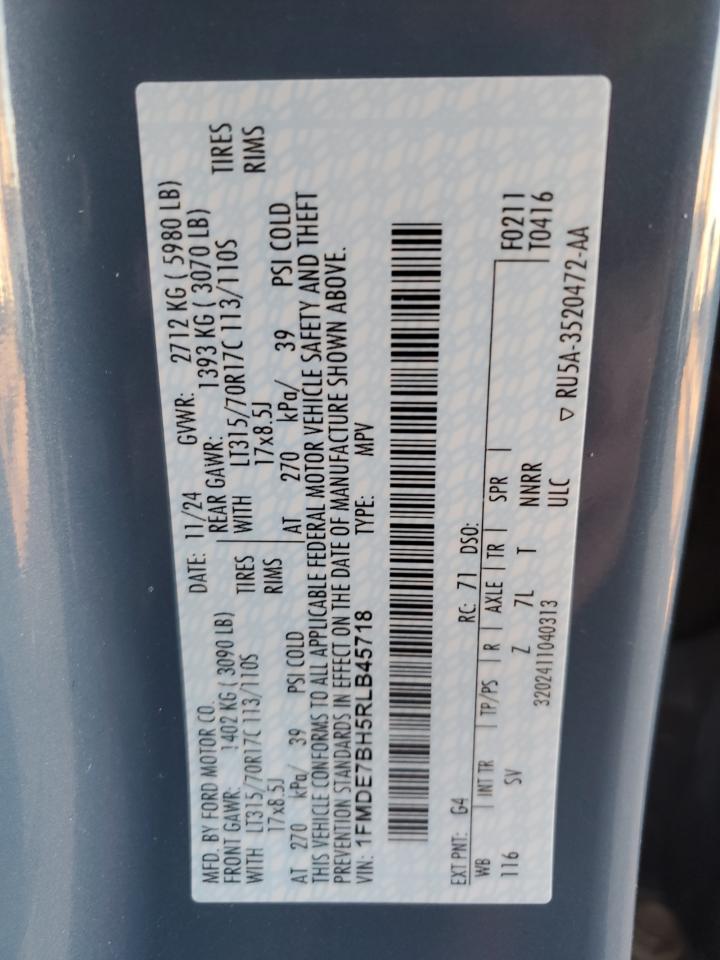 MFD. BY FORD MOTOR CO. DATE: 11/24 GVWR: 2712 KG ( 5980 LB)
FRONT GAWR: 1402 KG ( 3090 LB) REAR GAWR: 1393 KG ( 3070 LB)
WITH LT315/70R17C 113/110S TIRES WITH LT315/70R17C 113/110S TIRES
17x8.5J RIMS 17x8.5J RIMS
AT 270 kPa/ 39 PSI COLD AT 270 kPa/ 39 PSI COLD
THIS VEHICLE CONFORMS TO ALL APPLICABLE FEDERAL MOTOR VEHICLE SAFETY AND THEFT
PREVENTION STANDARDS IN EFFECT ON THE DATE OF MANUFACTURE SHOWN ABOVE.
VIN: 1FMDE7BH5RLB45718 TYPE: MPV
EXT PNT: G4 RC: 71 DSO:
WB INT TR TP/PS R AXLE TR SPR F0211
116 SV Z 7L T NNRR T0416
ULC
3202411040313
▽ RU5A-3520472-AA